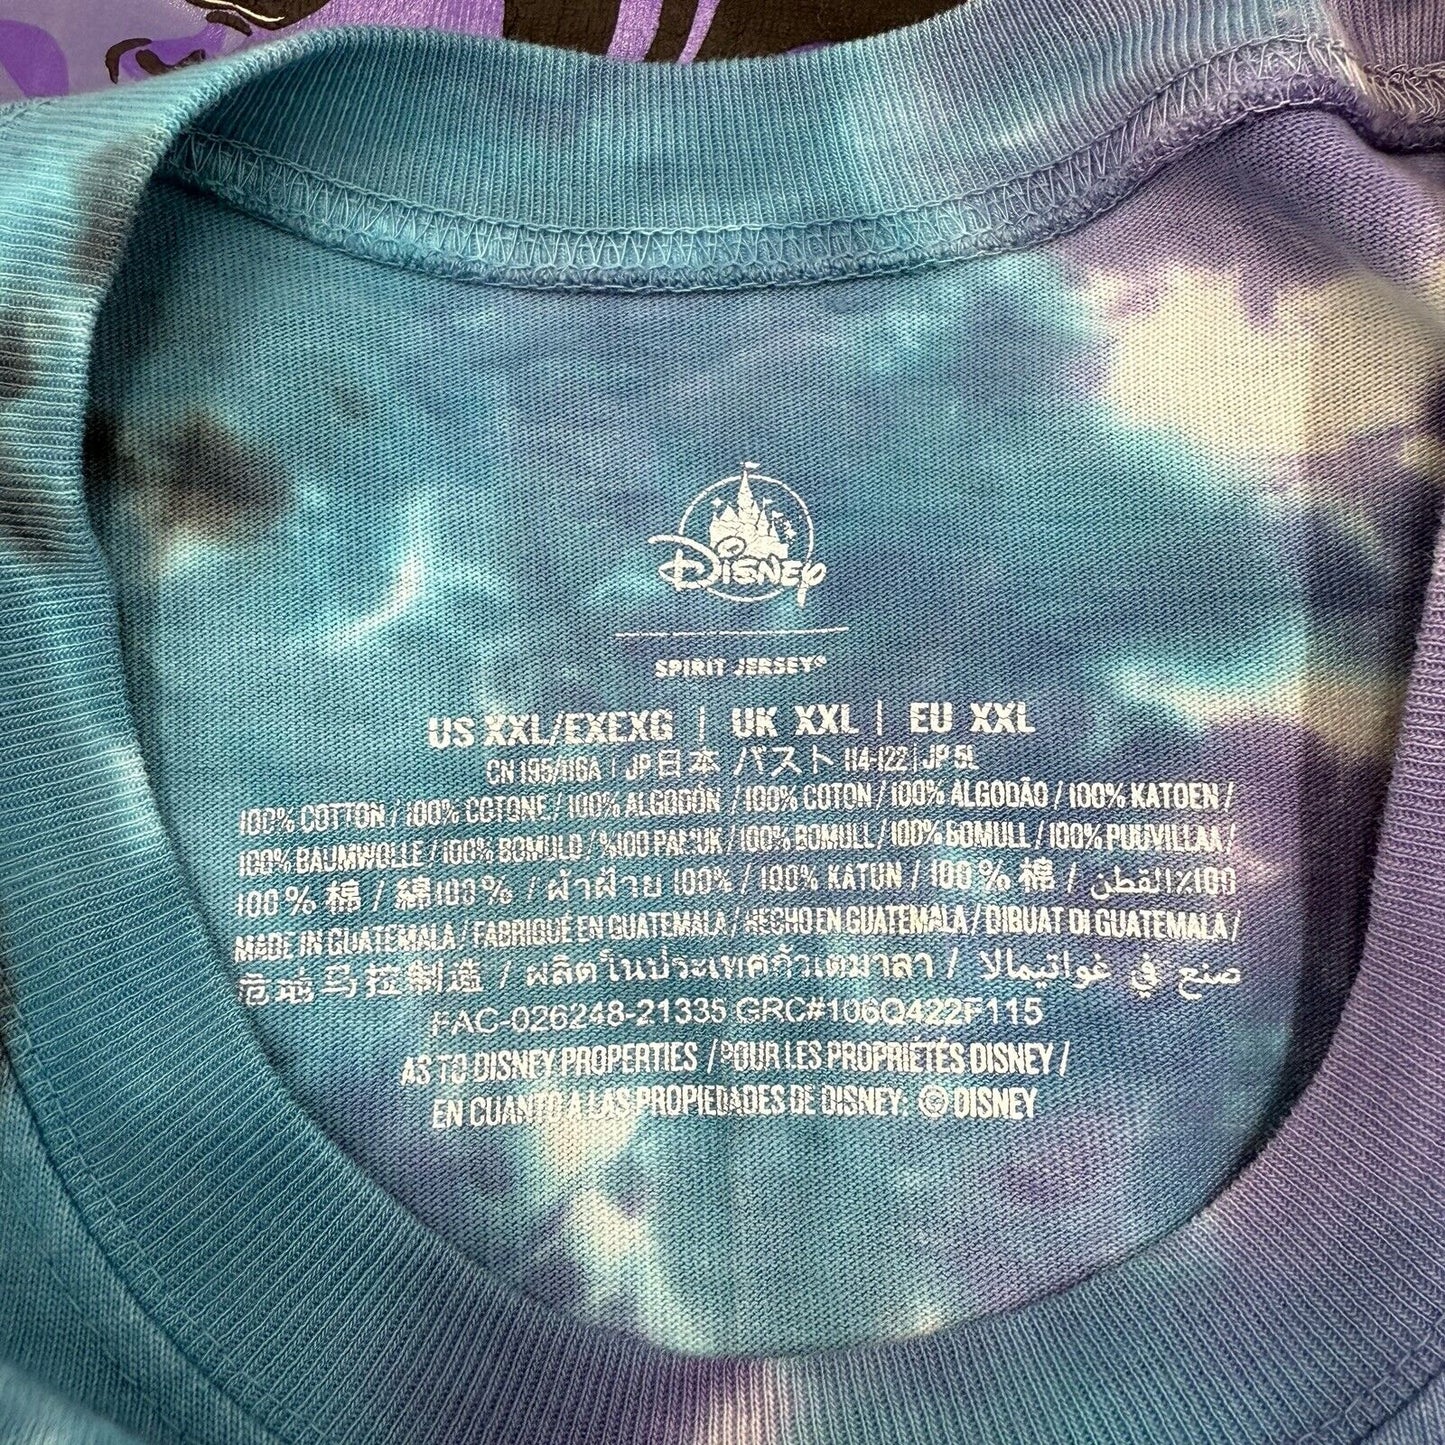 Disney
SPIRIT JERSEY®
US XXL/EXEXG | UK XXL | EU XXL
CN 195/116A | JP 日本 バスト 114-122 | JP 5L
100% COTTON / 100% COTONE / 100% ALGODÓN / 100% COTON / 100% ALGODÃO / 100% KATOEN /
100% BAUMWOLLE / 100% BOMULD / %100 PAMUK / 100% BOMULL / 100% BOMULL / 100% PUUVILLAA /
100% 棉 / 綿100% / ผ้าฝ้าย 100% / 100% KATUN / 100% 棉 / القطن٪100
MADE IN GUATEMALA / FABRIQUÉ EN GUATEMALA / HECHO EN GUATEMALA / DIBUAT DI GUATEMALA /
危地马拉制造 / ผลิตในประเทศกัวเตมาลา / صنع في غواتيمالا
FAC-026248-21335 GRC#106Q422F115
AS TO DISNEY PROPERTIES / POUR LES PROPRIÉTÉS DISNEY /
EN CUANTO A LAS PROPIEDADES DE DISNEY: © DISNEY